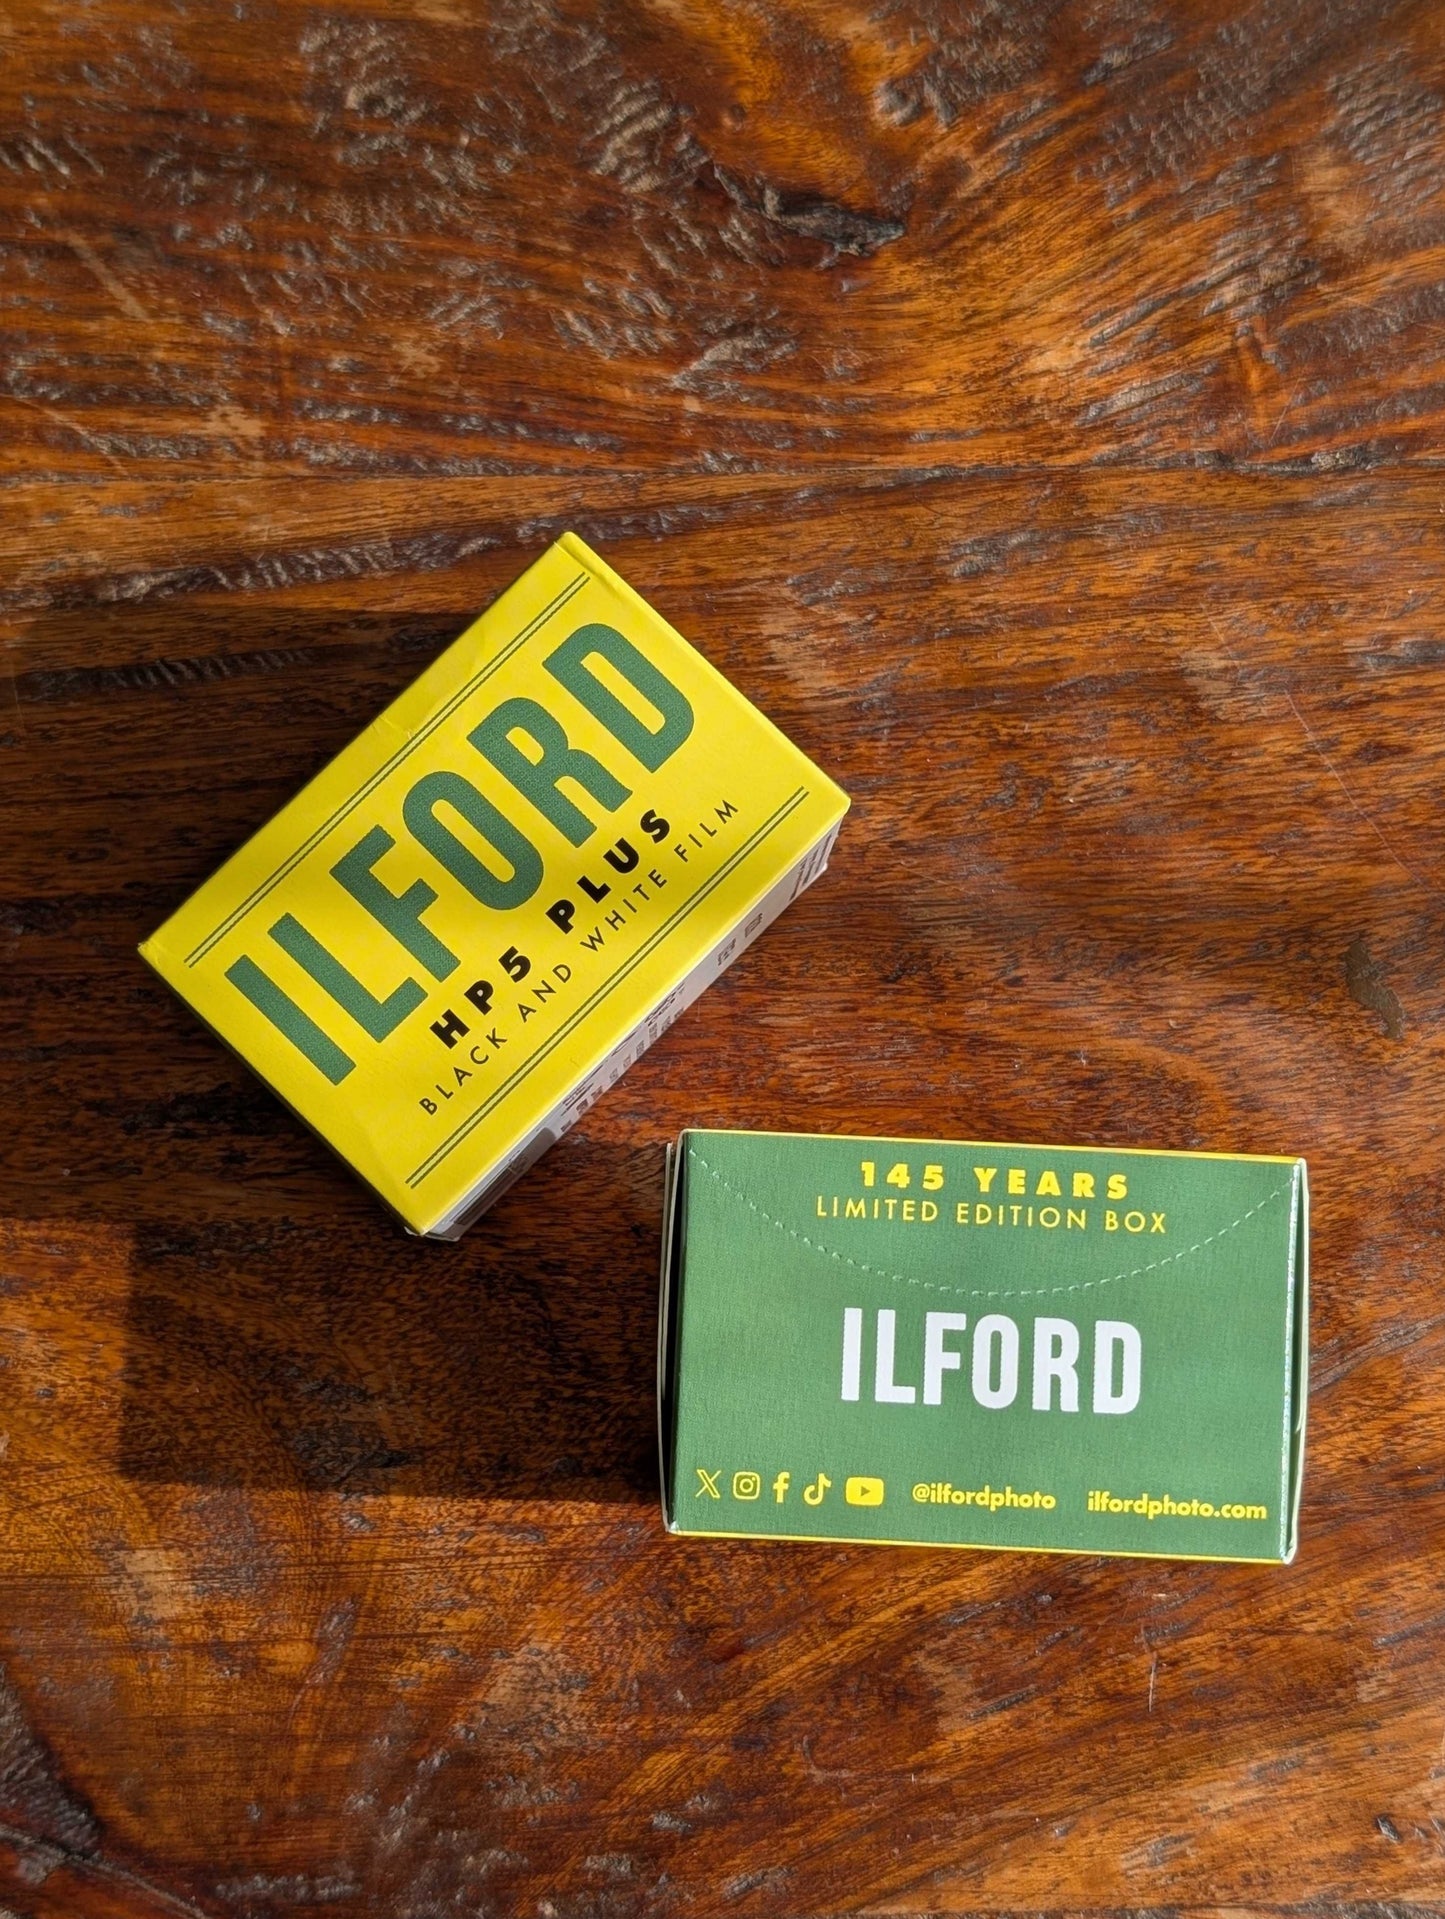 ILFORD
HP5 PLUS
BLACK AND WHITE FILM
145 YEARS
LIMITED EDITION BOX
ILFORD
@ilfordphoto ilfordphoto.com